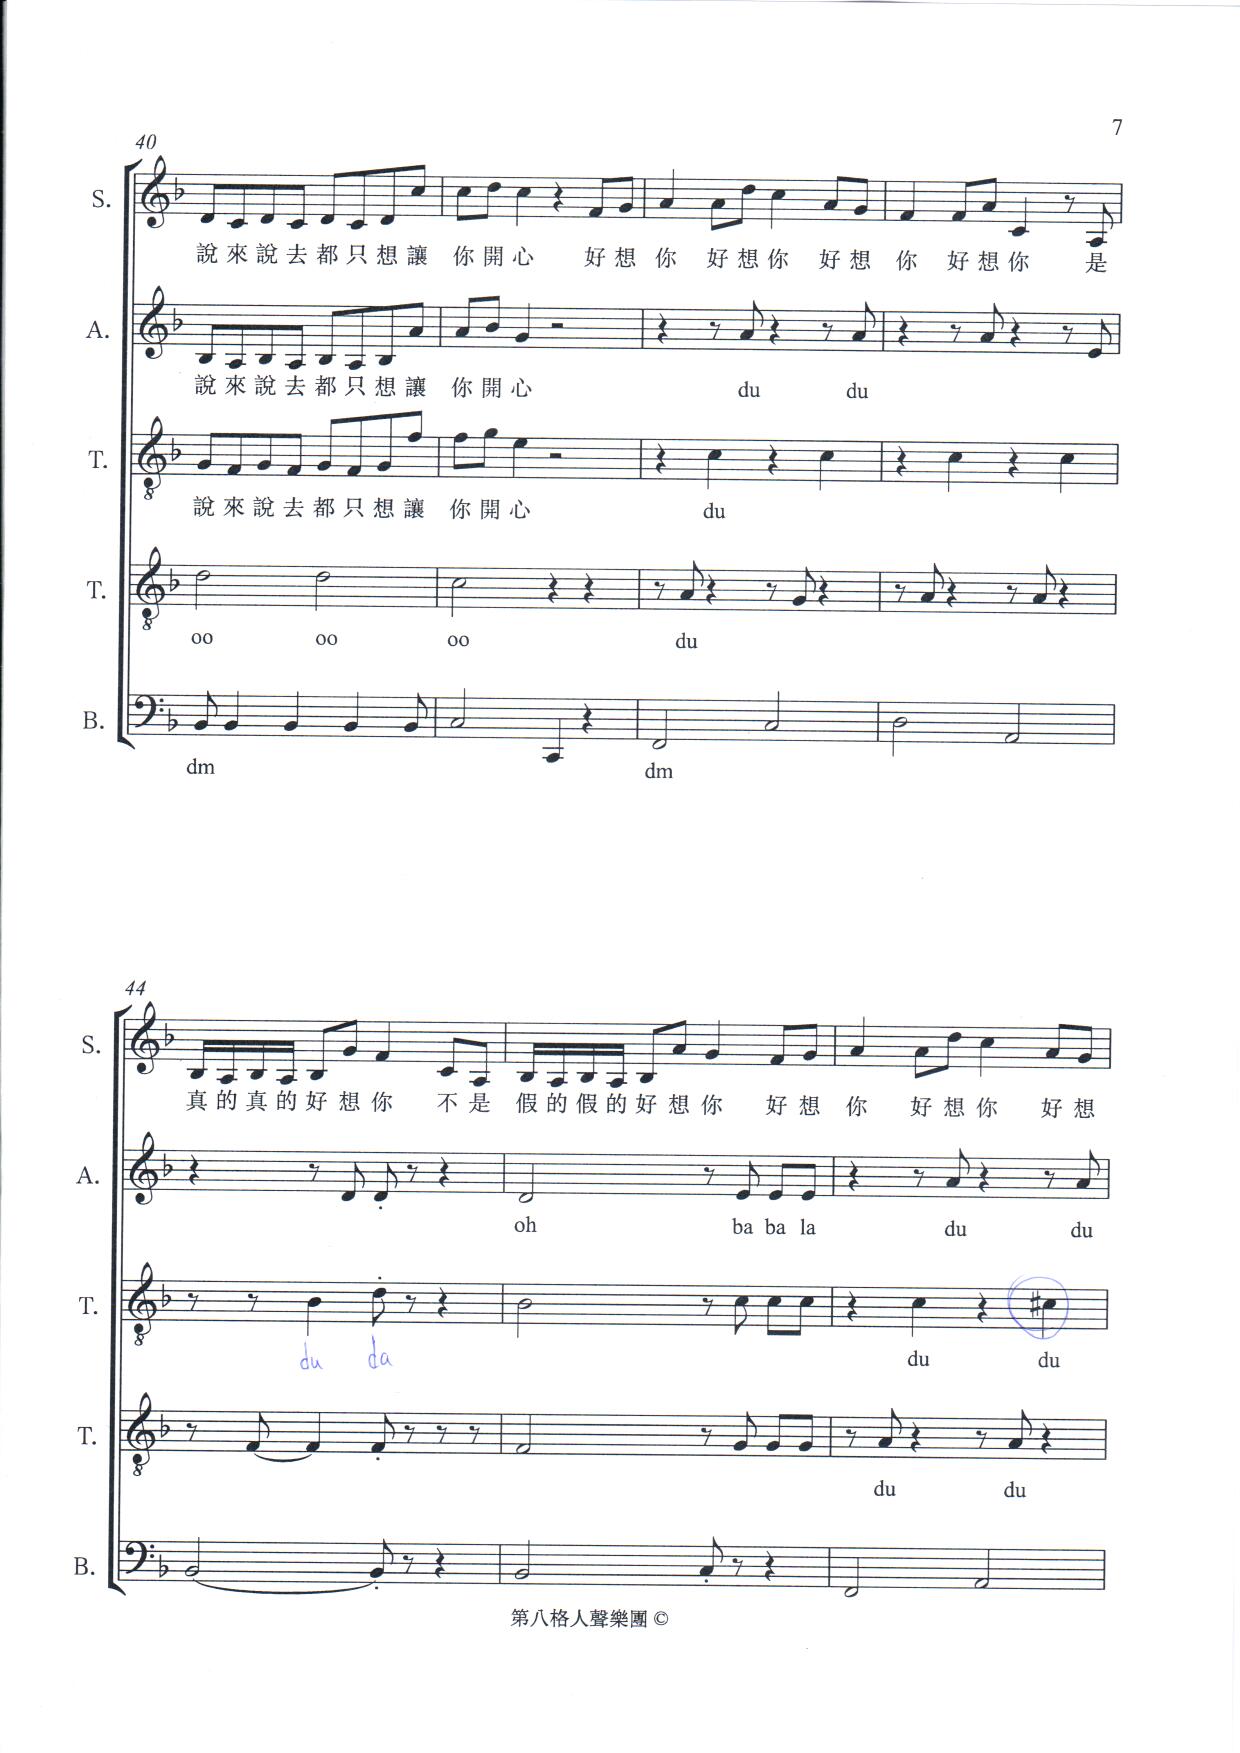 7
40
S.
說來說去都只想讓 你開心 好想 你 好想你 好想 你 好想你 是
A.
說來說去都只想讓 你開心 du du
T.
說來說去都只想讓 你開心 du
T.
oo oo oo du
B.
dm dm
44
S.
真的真的好想你 不是 假的假的好想你 好想 你 好想你 好想
A.
oh ba ba la du du
T.
du da du du
T.
du du
B.
第八格人聲樂團 ©